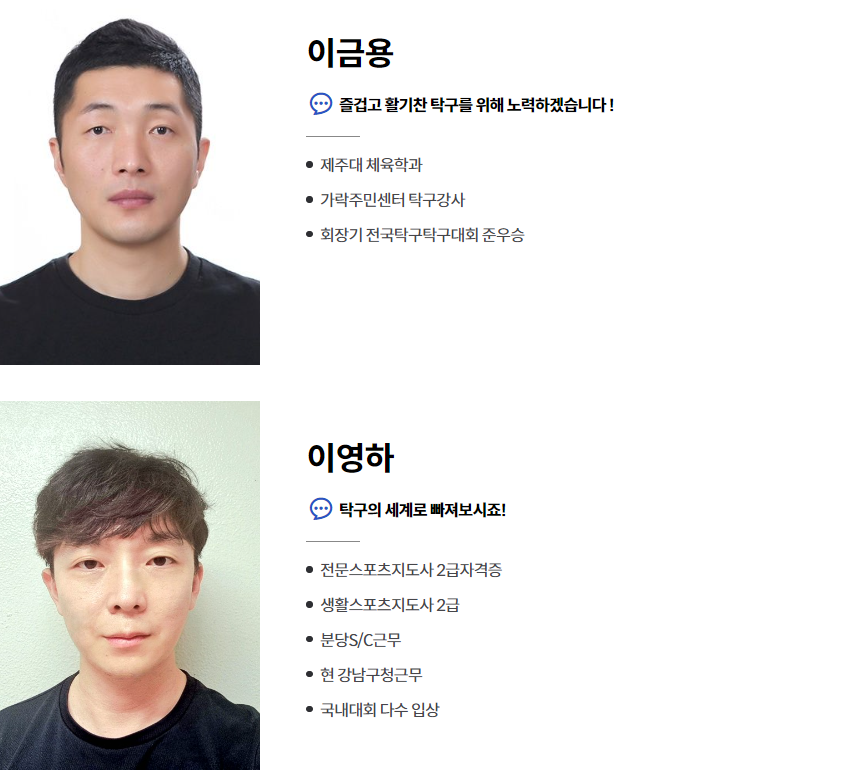 이금용
즐겁고 활기찬 탁구를 위해 노력하겠습니다 !
제주대 체육학과
가락주민센터 탁구강사
회장기 전국탁구탁구대회 준우승
이영하
탁구의 세계로 빠져보시죠!
전문스포츠지도사 2급자격증
생활스포츠지도사 2급
분당S/C근무
현 강남구청근무
국내대회 다수 입상